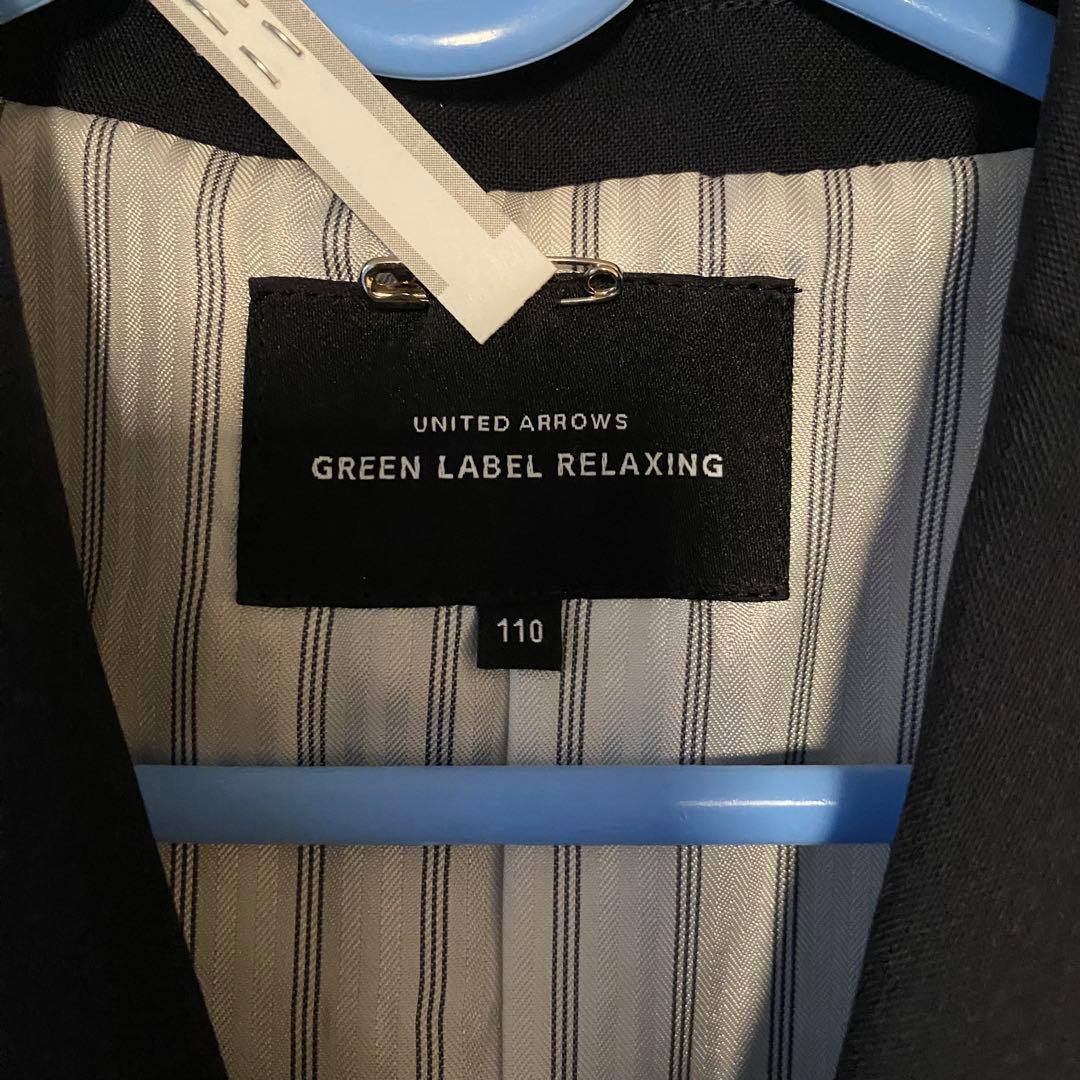 UNITED ARROWS
GREEN LABEL RELAXING
110